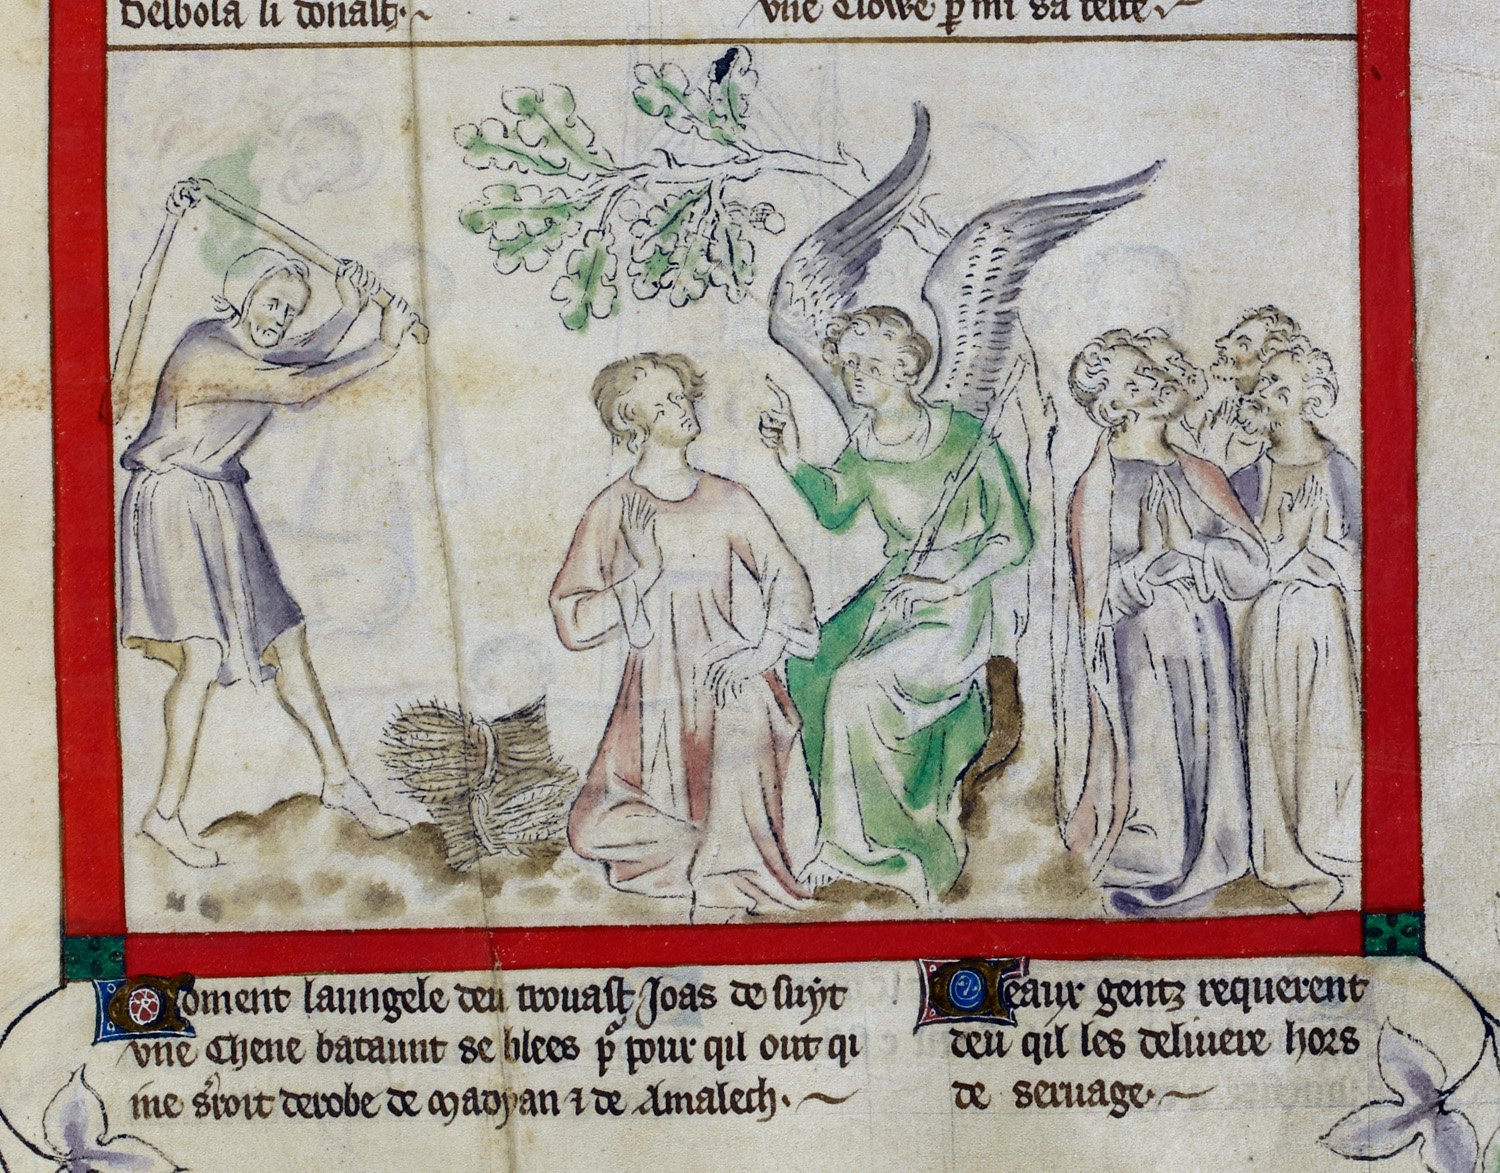 Delbora li donast.
vne Clowe p mi sa teste.
Coment laungele deu trouast Joas de suyt
vne Chene bataunt se blees p pour qil out qi
ine sroit derobe de Madyan & de Amalech.
Ceaux gentz requerent
deu qil les deliuere hors
de seruage.